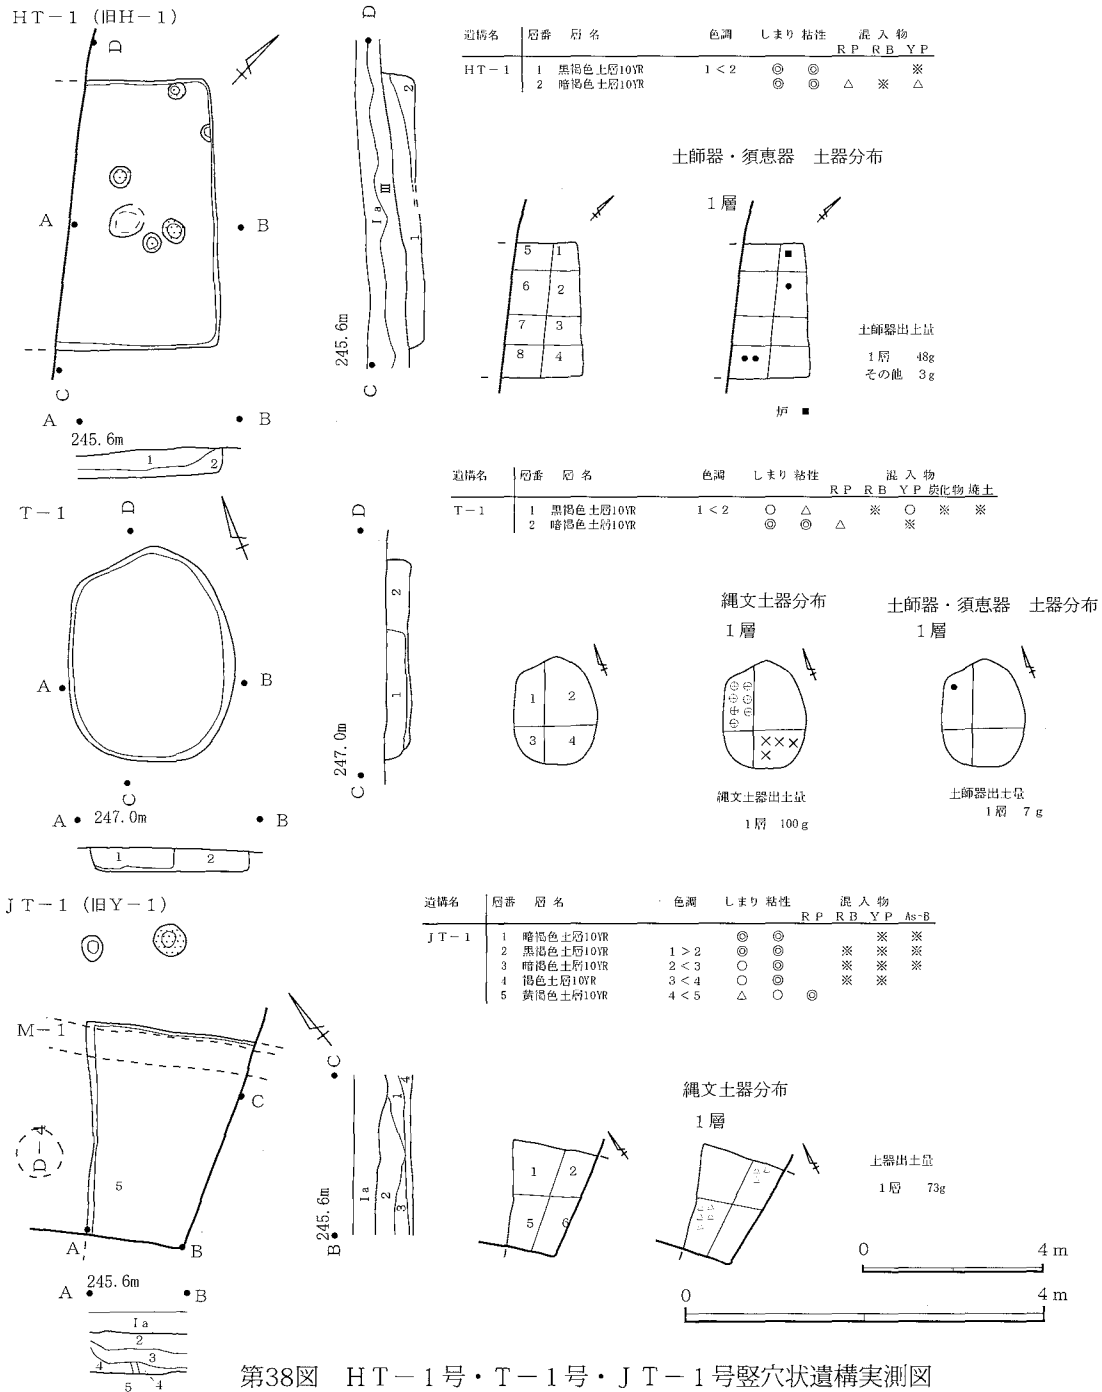 HT－1（旧H－1）
D
A
B
C
A
B
245.6m
1
2
D
2
Ⅲ
Ⅰa
1
245.6m
C
遺構名 層番 層 名 色調 しまり 粘性 混 入 物
RP RB YP
HT－1 1 黒褐色土層10YR 1＜2 ◎ ◎ ※
2 暗褐色土層10YR ◎ ◎ △ ※ △
土師器・須恵器 土器分布
1層
5 1
6 2
7 3
8 4
土師器出土量
1層 48g
その他 3g
炉 ■
T－1
D
A
B
C
A 247.0m B
1 2
D
2
1
247.0m
C
遺構名 層番 層 名 色調 しまり 粘性 混 入 物
RP RB YP 炭化物 焼土
T－1 1 黒褐色土層10YR 1＜2 ○ △ ※ ○ ※ ※
2 暗褐色土層10YR ◎ ◎ △ ※
縄文土器分布
1層
土師器・須恵器 土器分布
1層
1 2
3 4
縄文土器出土量
1層 100g
土師器出土量
1層 7g
JT－1（旧Y－1）
M－1
D－4
5
C
A
B
A 245.6m B
Ⅰa
2
3
4
5 4
C
4
1
Ⅰa
2
3
245.6m
B
遺構名 層番 層 名 色調 しまり 粘性 混 入 物
RP RB YP As-B
JT－1 1 暗褐色土層10YR ◎ ◎ ※ ※
2 黒褐色土層10YR 1＞2 ◎ ◎ ※ ※ ※
3 暗褐色土層10YR 2＜3 ○ ◎ ※ ※ ※
4 褐色土層10YR 3＜4 ○ ◎ ※ ※
5 黄褐色土層10YR 4＜5 △ ○ ◎
縄文土器分布
1層
1 2
5 6
土器出土量
1層 73g
0 4m
0 4m
第38図 HT－1号・T－1号・JT－1号竪穴状遺構実測図